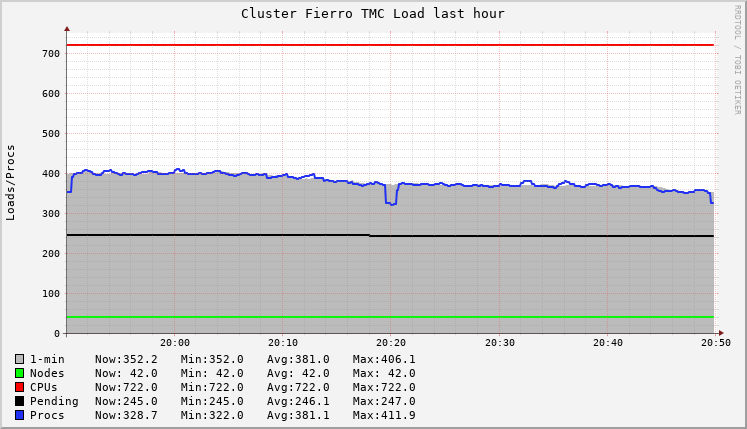 Cluster Fierro TMC Load last hour
RRDTOOL / TOBI OETIKER
Loads/Procs
700
600
500
400
300
200
100
0
20:00 20:10 20:20 20:30 20:40 20:50
1-min Now:352.2 Min:352.0 Avg:381.0 Max:406.1
Nodes Now: 42.0 Min: 42.0 Avg: 42.0 Max: 42.0
CPUs Now:722.0 Min:722.0 Avg:722.0 Max:722.0
Pending Now:245.0 Min:245.0 Avg:246.1 Max:247.0
Procs Now:328.7 Min:322.0 Avg:381.1 Max:411.9